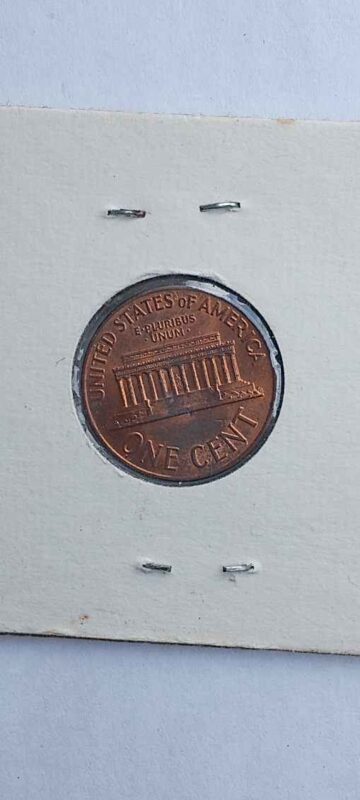 UNITED STATES of AMERICA
E·PLURIBUS
·UNUM·
ONE CENT